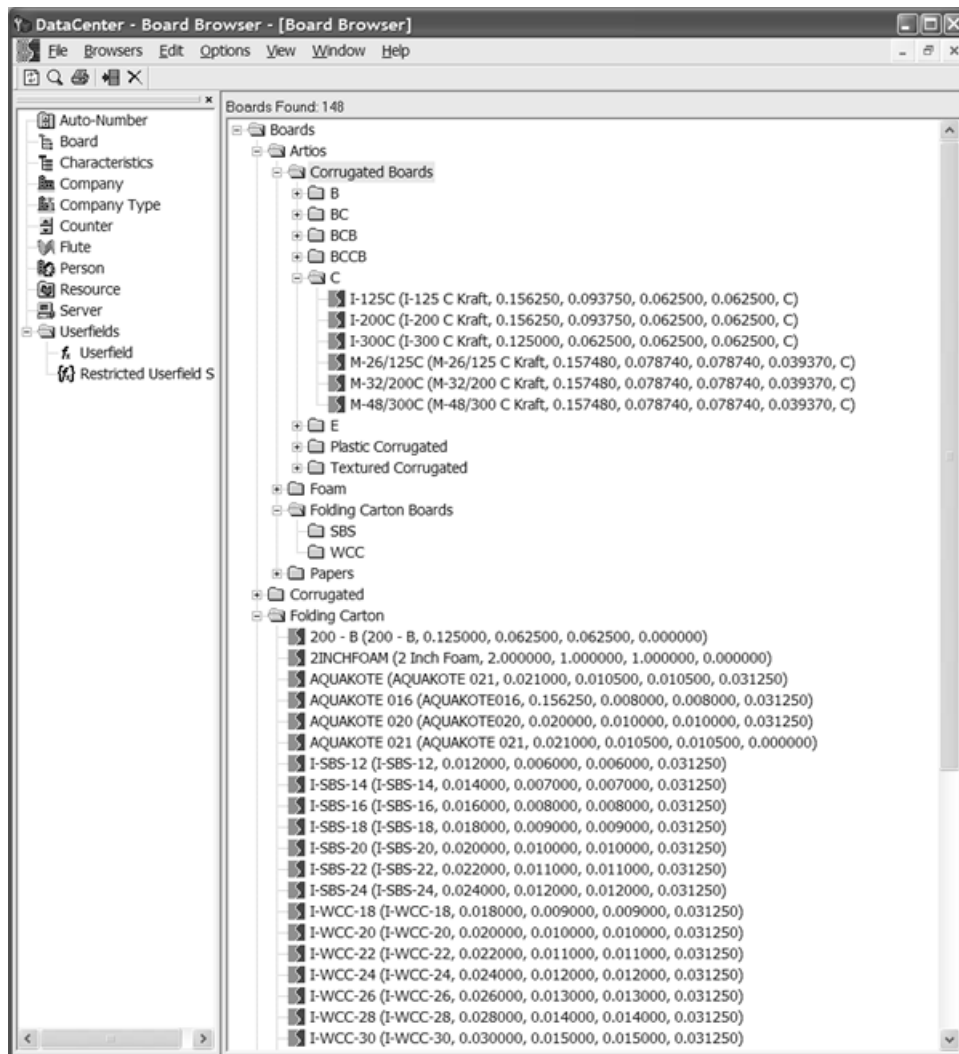 DataCenter - Board Browser - [Board Browser]
File Browsers Edit Options View Window Help
Auto-Number
Board
Characteristics
Company
Company Type
Counter
Flute
Person
Resource
Server
Userfields
Userfield
Restricted Userfield S
Boards Found: 148
Boards
Artios
Corrugated Boards
B
BC
BCB
BCCB
C
I-125C (I-125 C Kraft, 0.156250, 0.093750, 0.062500, 0.062500, C)
I-200C (I-200 C Kraft, 0.156250, 0.093750, 0.062500, 0.062500, C)
I-300C (I-300 C Kraft, 0.125000, 0.062500, 0.062500, 0.062500, C)
M-26/125C (M-26/125 C Kraft, 0.157480, 0.078740, 0.078740, 0.039370, C)
M-32/200C (M-32/200 C Kraft, 0.157480, 0.078740, 0.078740, 0.039370, C)
M-48/300C (M-48/300 C Kraft, 0.157480, 0.078740, 0.078740, 0.039370, C)
E
Plastic Corrugated
Textured Corrugated
Foam
Folding Carton Boards
SBS
WCC
Papers
Corrugated
Folding Carton
200 - B (200 - B, 0.125000, 0.062500, 0.062500, 0.000000)
2INCHFOAM (2 Inch Foam, 2.000000, 1.000000, 1.000000, 0.000000)
AQUAKOTE (AQUAKOTE 021, 0.021000, 0.010500, 0.010500, 0.031250)
AQUAKOTE 016 (AQUAKOTE016, 0.156250, 0.008000, 0.008000, 0.031250)
AQUAKOTE 020 (AQUAKOTE020, 0.020000, 0.010000, 0.010000, 0.031250)
AQUAKOTE 021 (AQUAKOTE 021, 0.021000, 0.010500, 0.010500, 0.000000)
I-SBS-12 (I-SBS-12, 0.012000, 0.006000, 0.006000, 0.031250)
I-SBS-14 (I-SBS-14, 0.014000, 0.007000, 0.007000, 0.031250)
I-SBS-16 (I-SBS-16, 0.016000, 0.008000, 0.008000, 0.031250)
I-SBS-18 (I-SBS-18, 0.018000, 0.009000, 0.009000, 0.031250)
I-SBS-20 (I-SBS-20, 0.020000, 0.010000, 0.010000, 0.031250)
I-SBS-22 (I-SBS-22, 0.022000, 0.011000, 0.011000, 0.031250)
I-SBS-24 (I-SBS-24, 0.024000, 0.012000, 0.012000, 0.031250)
I-WCC-18 (I-WCC-18, 0.018000, 0.009000, 0.009000, 0.031250)
I-WCC-20 (I-WCC-20, 0.020000, 0.010000, 0.010000, 0.031250)
I-WCC-22 (I-WCC-22, 0.022000, 0.011000, 0.011000, 0.031250)
I-WCC-24 (I-WCC-24, 0.024000, 0.012000, 0.012000, 0.031250)
I-WCC-26 (I-WCC-26, 0.026000, 0.013000, 0.013000, 0.031250)
I-WCC-28 (I-WCC-28, 0.028000, 0.014000, 0.014000, 0.031250)
I-WCC-30 (I-WCC-30, 0.030000, 0.015000, 0.015000, 0.031250)